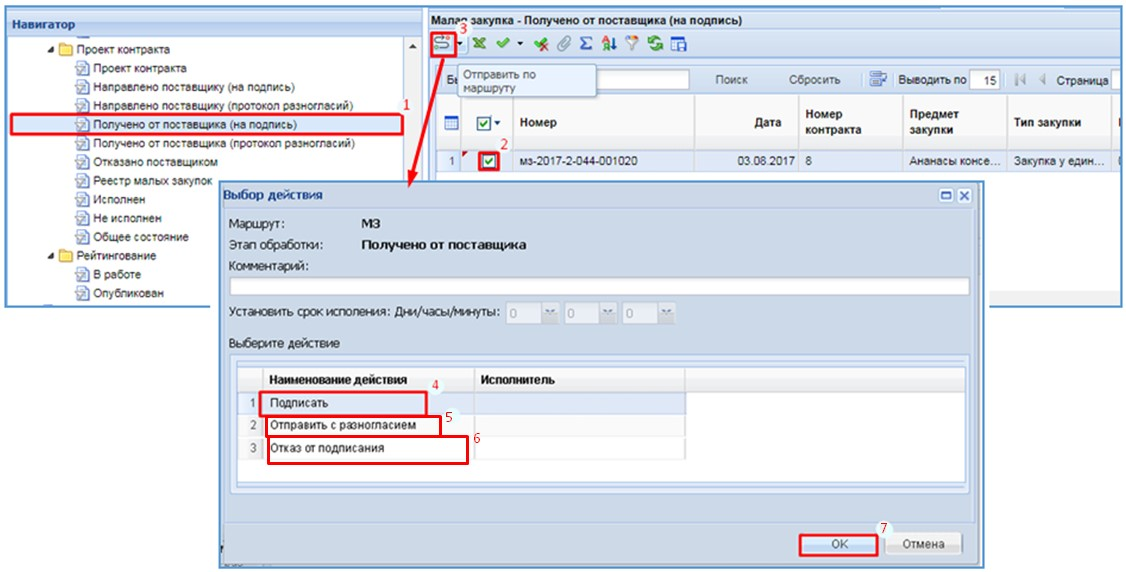 Навигатор
Проект контракта
Проект контракта
Направлено поставщику (на подпись)
Направлено поставщику (протокол разногласий)
1
Получено от поставщика (на подпись)
Получено от поставщика (протокол разногласий)
Отказано поставщиком
Реестр малых закупок
Исполнен
Не исполнен
Общее состояние
Рейтингование
В работе
Опубликован
Малая закупка - Получено от поставщика (на подпись)
3
Отправить по
маршруту
Поиск Сбросить Выводить по 15 Страница
Номер Дата Номер контракта Предмет закупки Тип закупки
2
1 мз-2017-2-044-001020 03.08.2017 8 Ананасы консе... Закупка у един...
Выбор действия
Маршрут: МЗ
Этап обработки: Получено от поставщика
Комментарий:
Установить срок исполения: Дни/часы/минуты: 0 0 0
Выберите действие
Наименование действия 4 Исполнитель
1 Подписать
5
2 Отправить с разногласием
6
3 Отказ от подписания
7
ОК Отмена